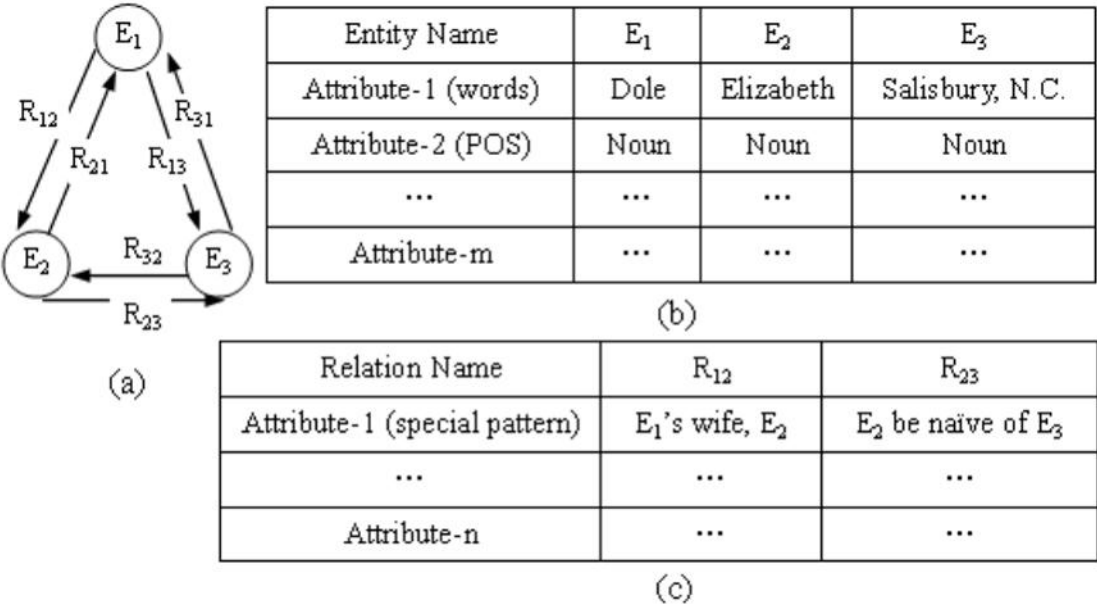 E1
R12
R31
R21
R13
E2
R32
E3
R23
(a)
Entity Name E1 E2 E3
Attribute-1 (words) Dole Elizabeth Salisbury, N.C.
Attribute-2 (POS) Noun Noun Noun
... ... ... ...
Attribute-m ... ... ...
(b)
Relation Name R12 R23
Attribute-1 (special pattern) E1's wife, E2 E2 be naïve of E3
... ... ...
Attribute-n ... ...
(c)